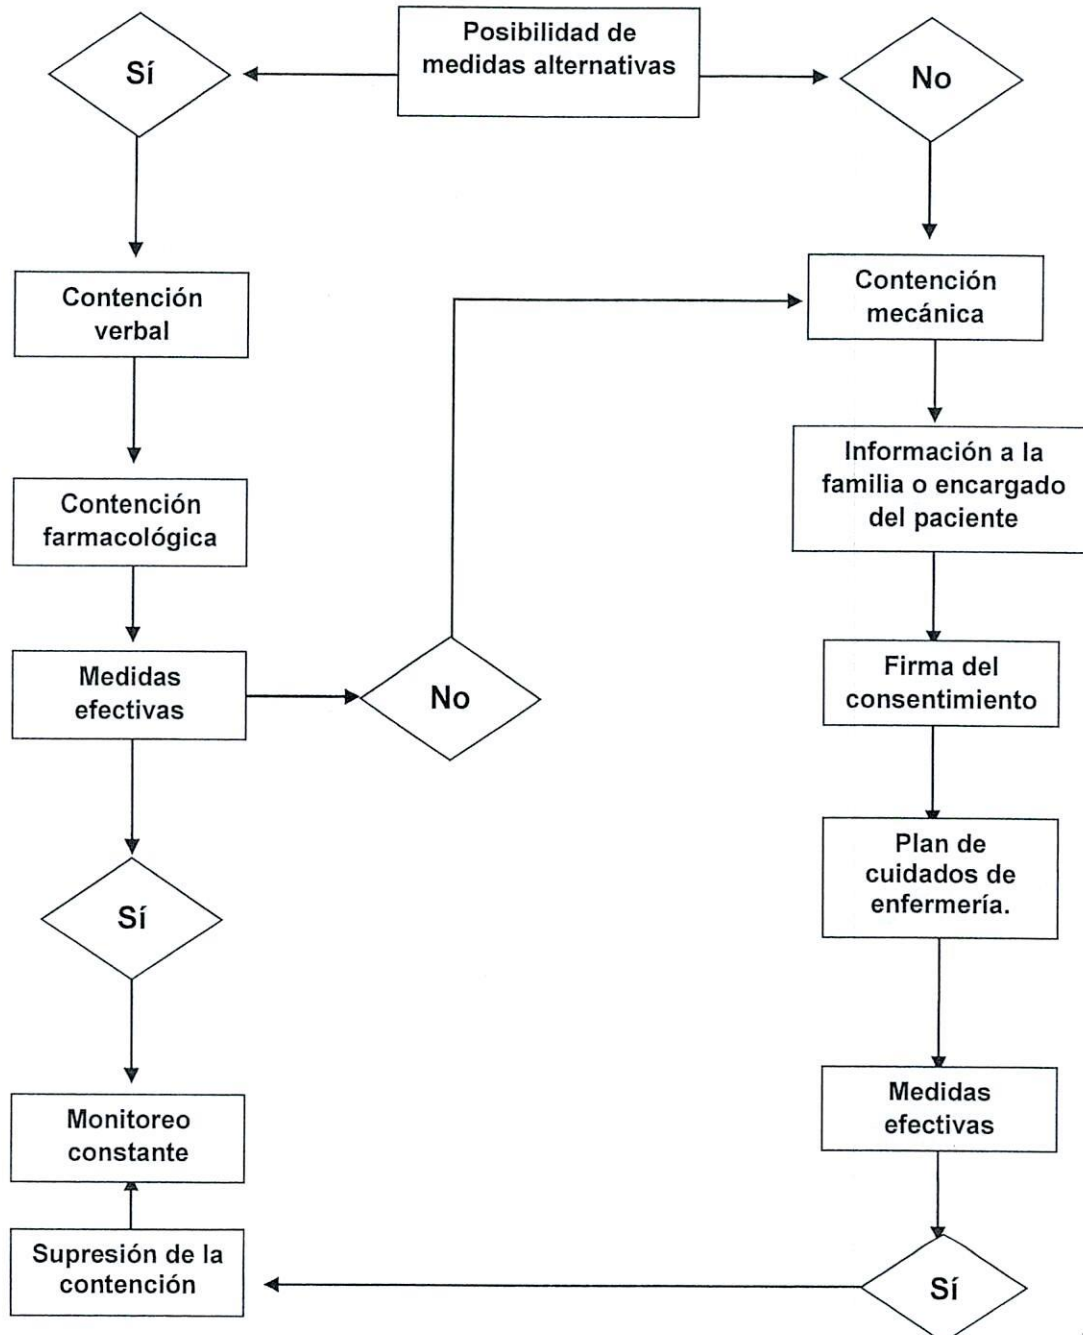 Posibilidad de
medidas alternativas
Sí
No
Contención
verbal
Contención
mecánica
Información a la
familia o encargado
del paciente
Contención
farmacológica
Medidas
efectivas
No
Firma del
consentimiento
Plan de
cuidados de
enfermería.
Sí
Monitoreo
constante
Medidas
efectivas
Supresión de la
contención
Sí